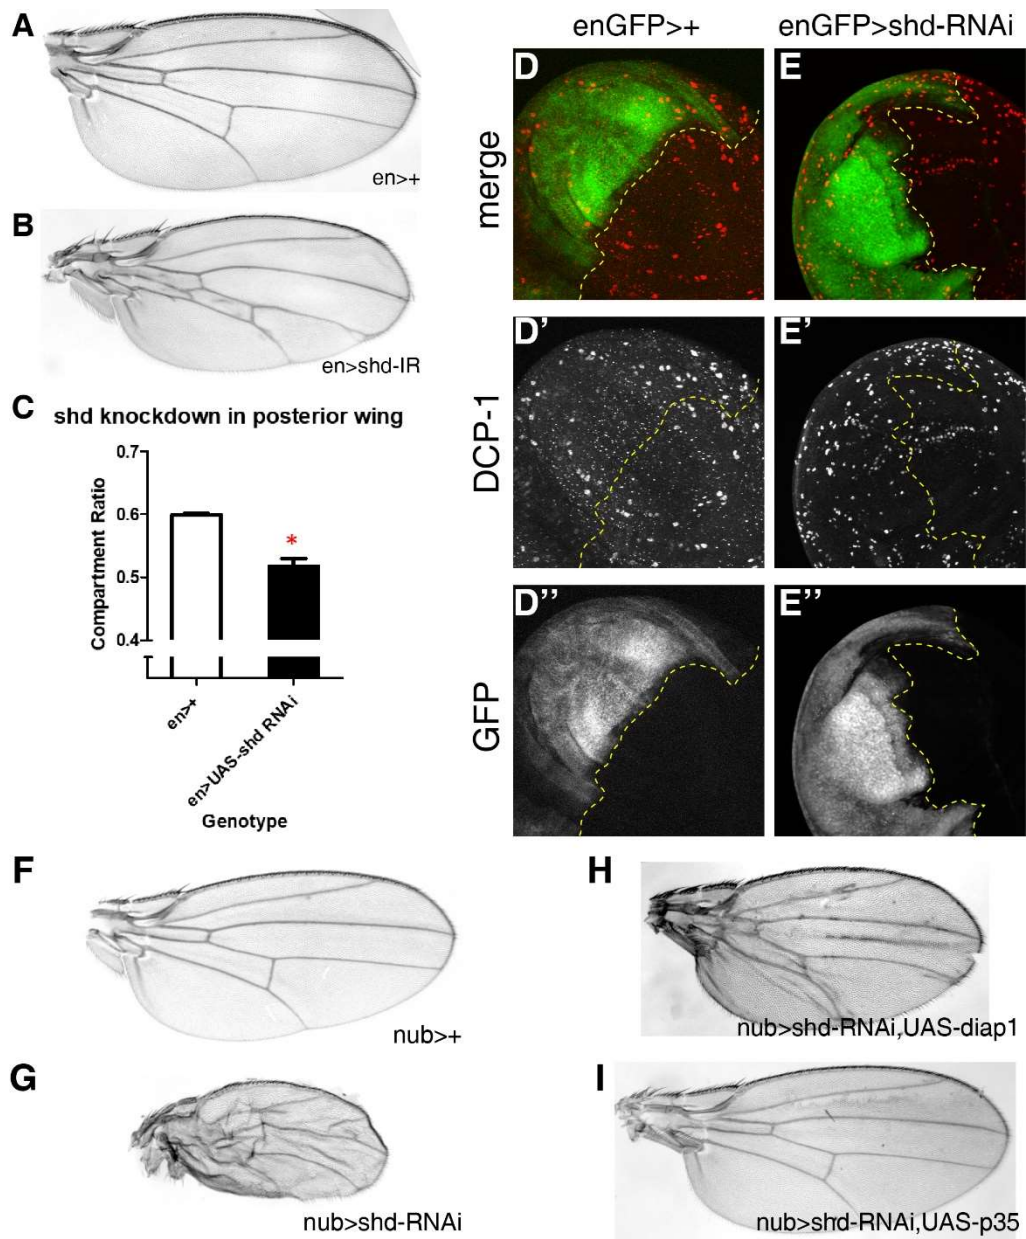 A
en>+
B
en>shd-IR
C
shd knockdown in posterior wing
0.7
0.6
0.5
0.4
Compartment Ratio
*
en>+
en>UAS-shd RNAi
Genotype
enGFP>+
enGFP>shd-RNAi
merge
D
E
DCP-1
D'
E'
GFP
D''
E''
F
nub>+
G
nub>shd-RNAi
H
nub>shd-RNAi,UAS-diap1
I
nub>shd-RNAi,UAS-p35